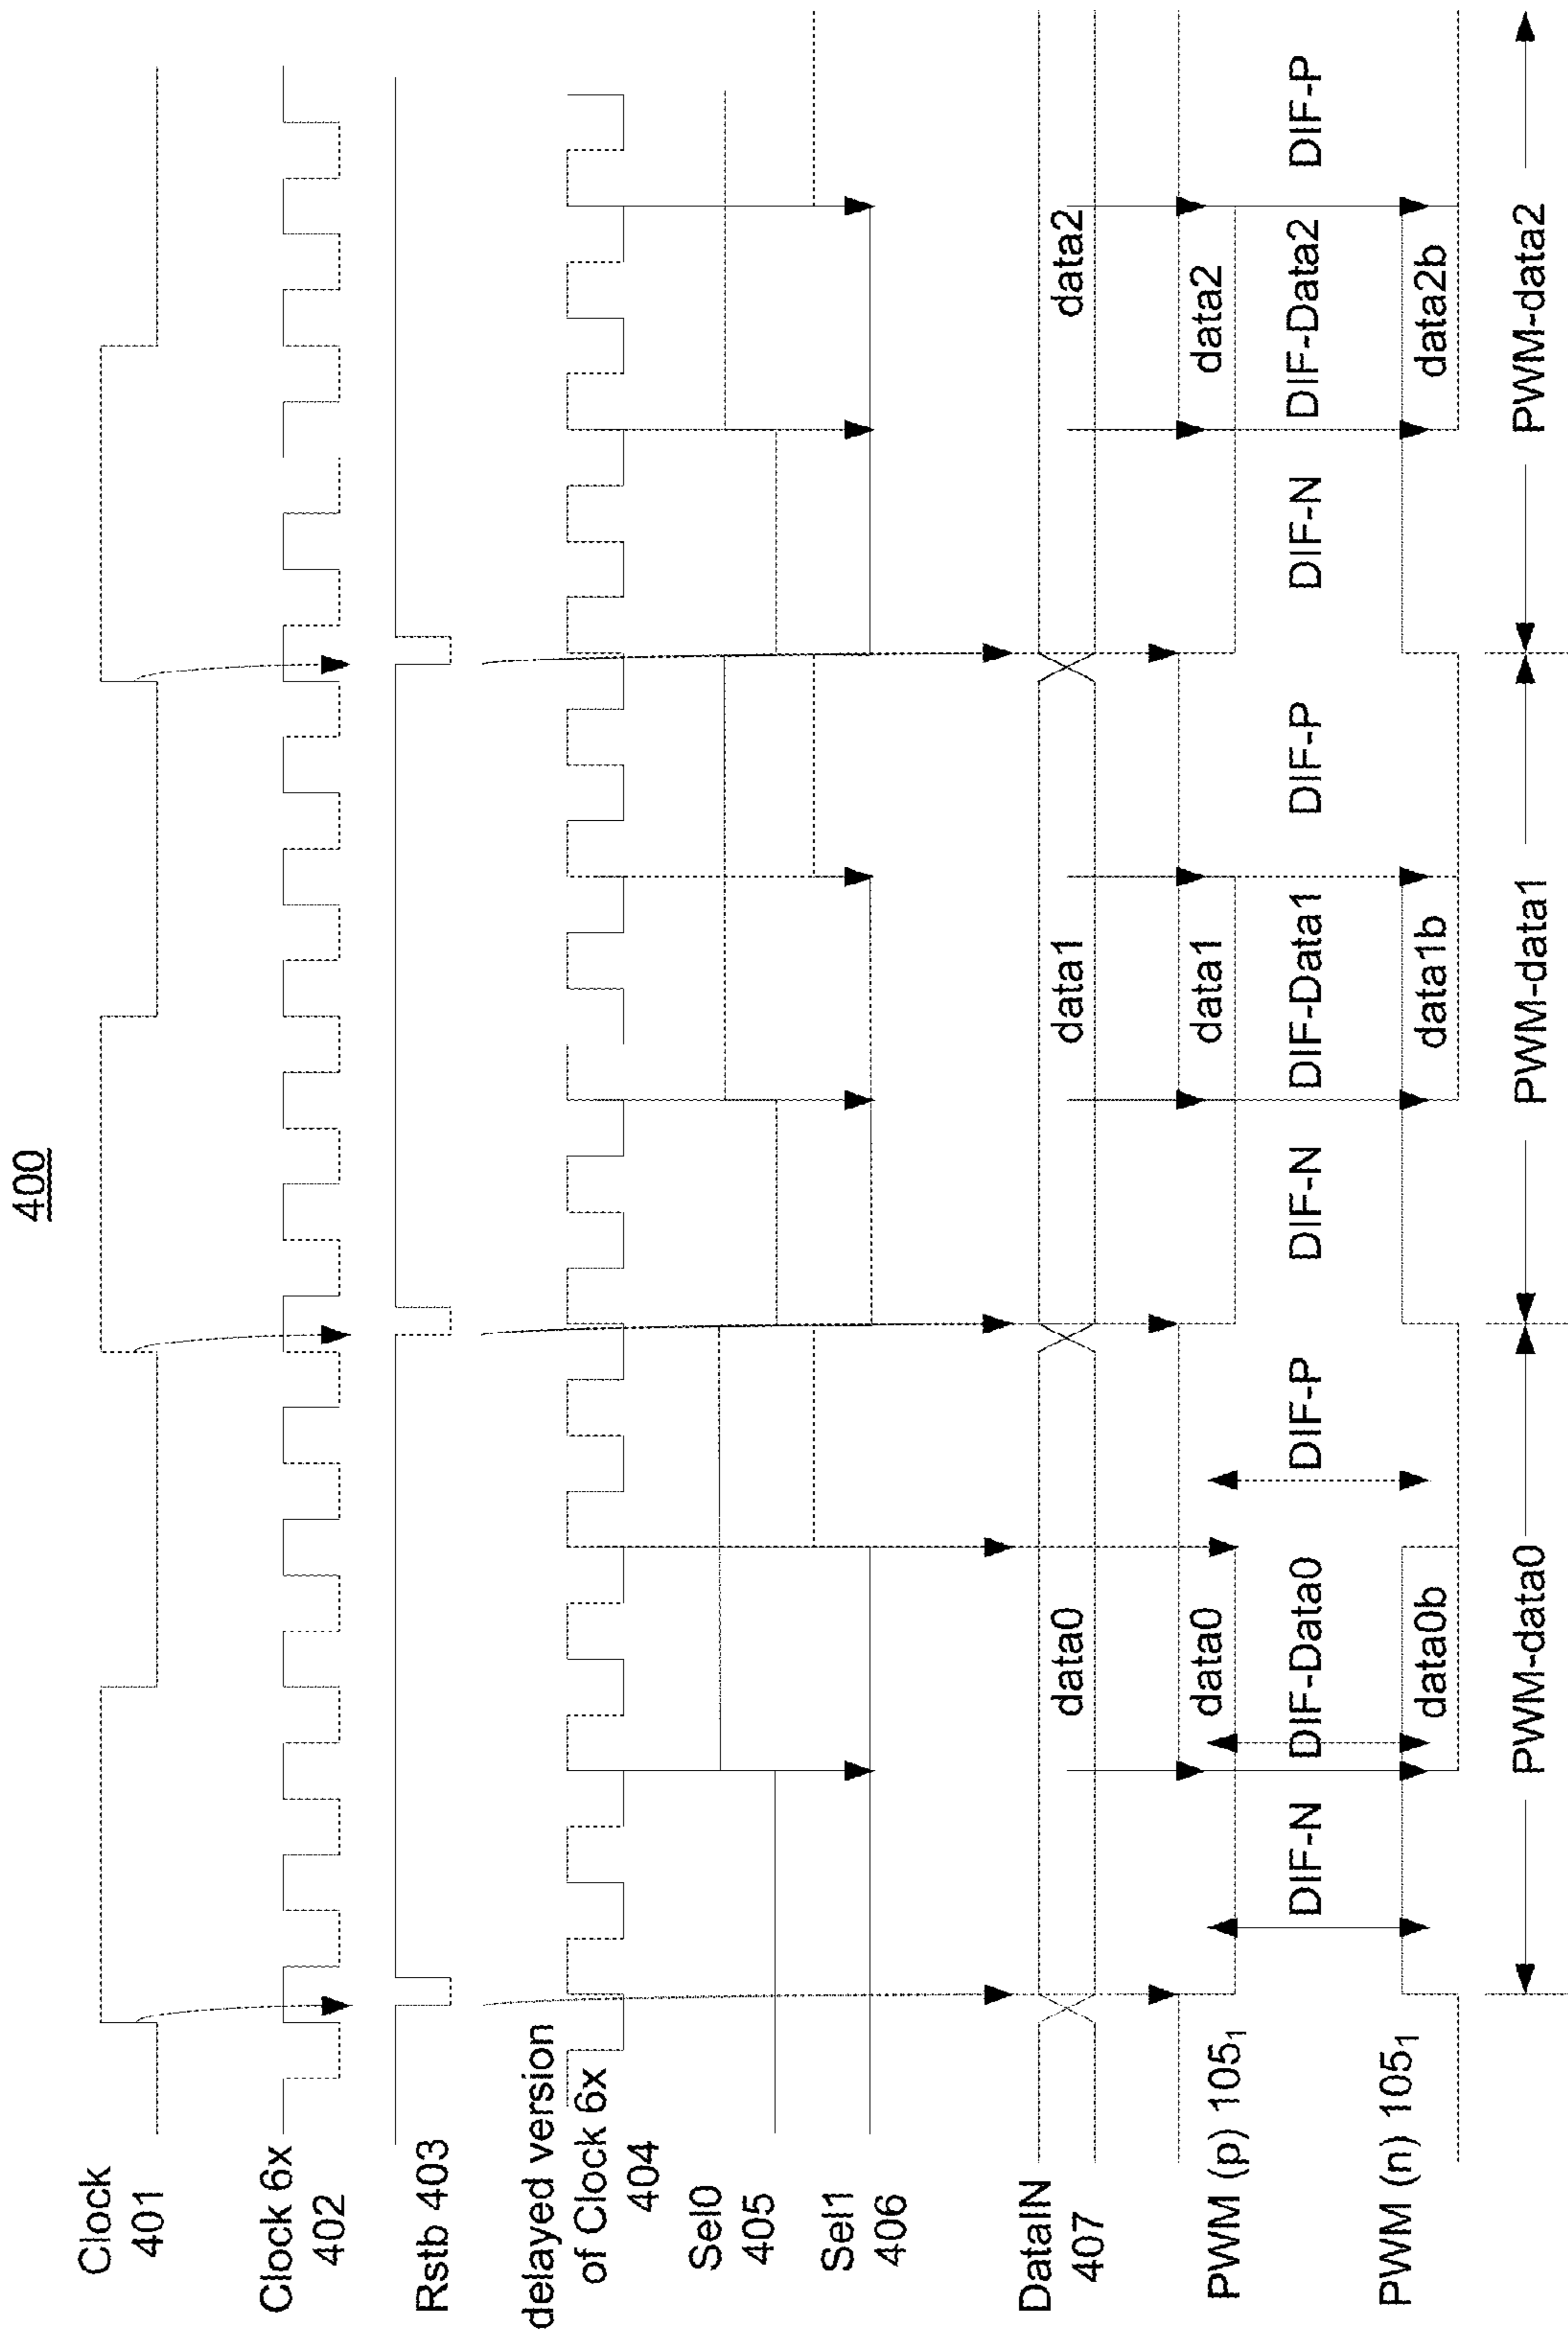 400
Clock
401
Clock 6x
402
Rstb 403
delayed version
of Clock 6x
404
Sel0
405
Sel1
406
DataIN
407
data0
data1
data2
PWM (p) 105₁
data0
data1
data2
DIF-N
DIF-Data0
DIF-P
DIF-N
DIF-Data1
DIF-P
DIF-N
DIF-Data2
DIF-P
PWM (n) 105₁
data0b
data1b
data2b
PWM-data0
PWM-data1
PWM-data2